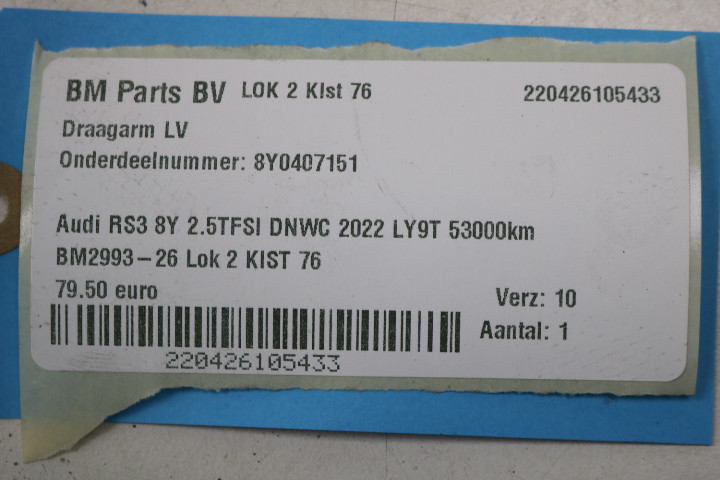 BM Parts BV LOK 2 KIst 76 220426105433
Draagarm LV
Onderdeelnummer: 8Y0407151
Audi RS3 8Y 2.5TFSI DNWC 2022 LY9T 53000km
BM2993-26 Lok 2 KIST 76
79.50 euro Verz: 10
Aantal: 1
220426105433